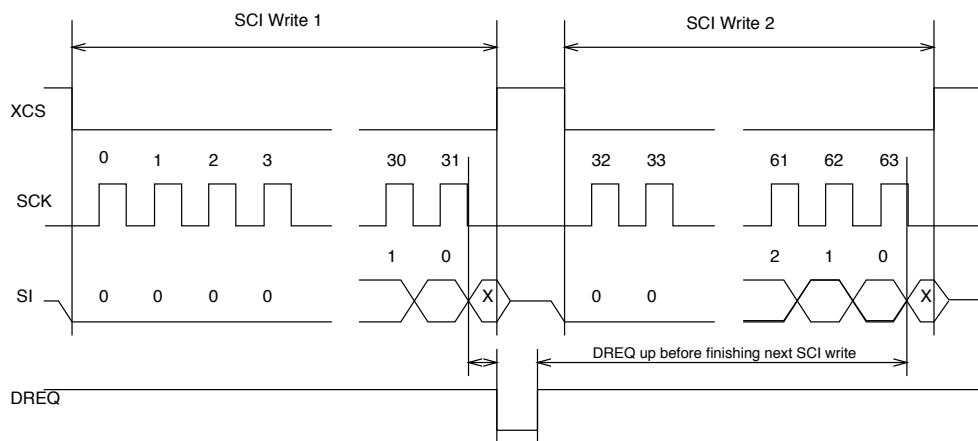 SCI Write 1 SCI Write 2
XCS
0 1 2 3 30 31 32 33 61 62 63
SCK
1 0 2 1 0
SI 0 0 0 0 X 0 0 X
DREQ up before finishing next SCI write
DREQ